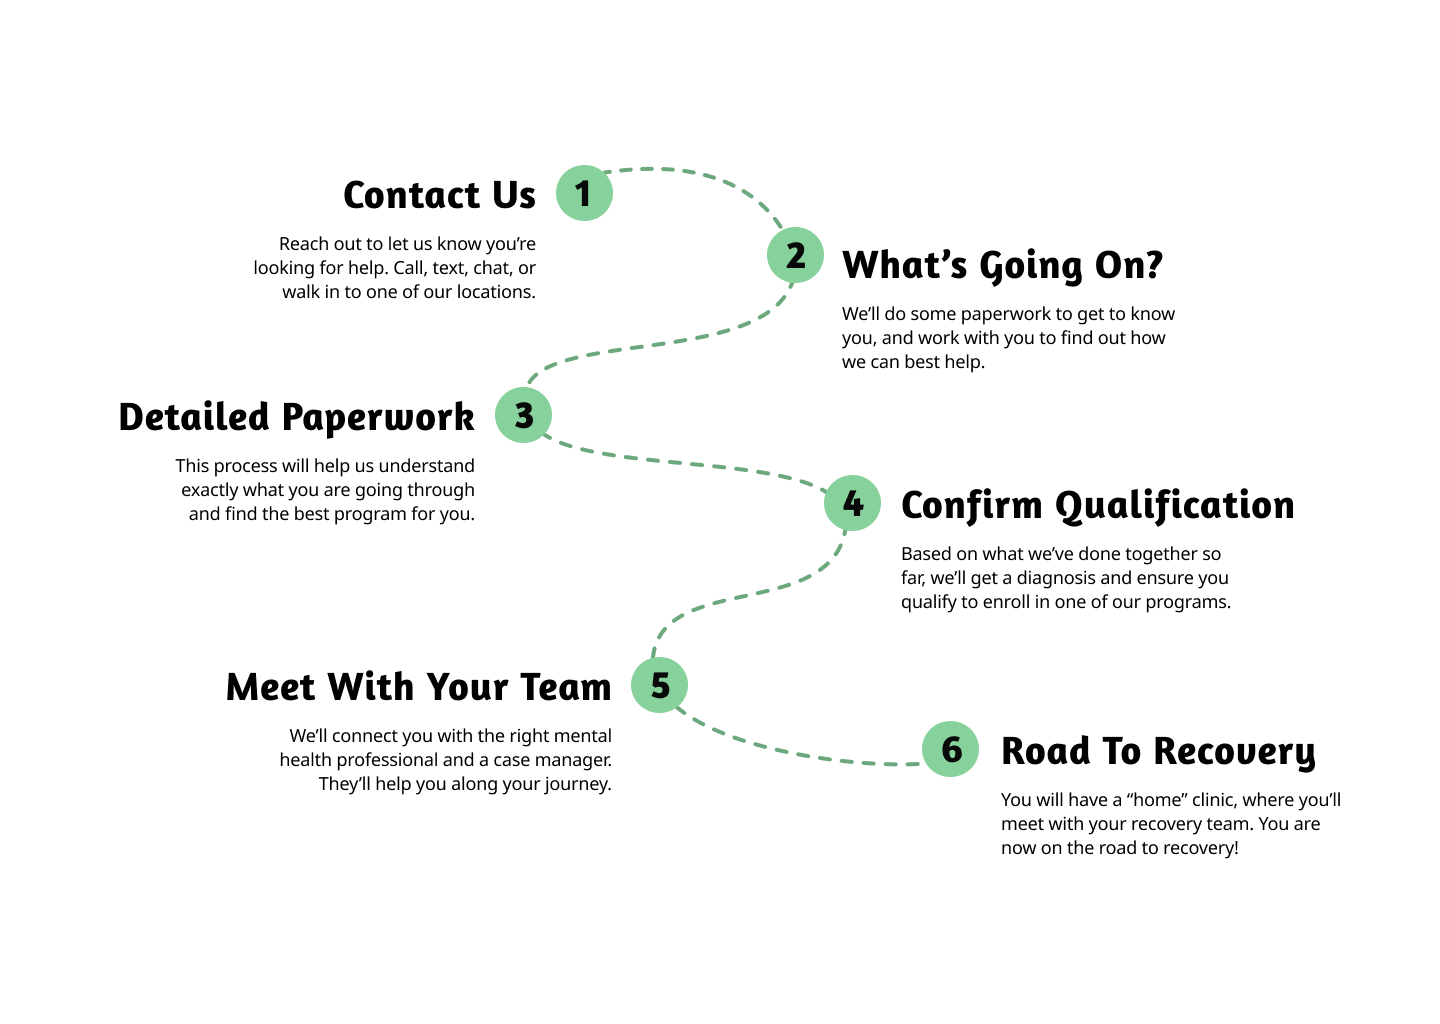 1
Contact Us
Reach out to let us know you’re
looking for help. Call, text, chat, or
walk in to one of our locations.
2
What’s Going On?
We’ll do some paperwork to get to know
you, and work with you to find out how
we can best help.
3
Detailed Paperwork
This process will help us understand
exactly what you are going through
and find the best program for you.
4
Confirm Qualification
Based on what we’ve done together so
far, we’ll get a diagnosis and ensure you
qualify to enroll in one of our programs.
5
Meet With Your Team
We’ll connect you with the right mental
health professional and a case manager.
They’ll help you along your journey.
6
Road To Recovery
You will have a “home” clinic, where you’ll
meet with your recovery team. You are
now on the road to recovery!